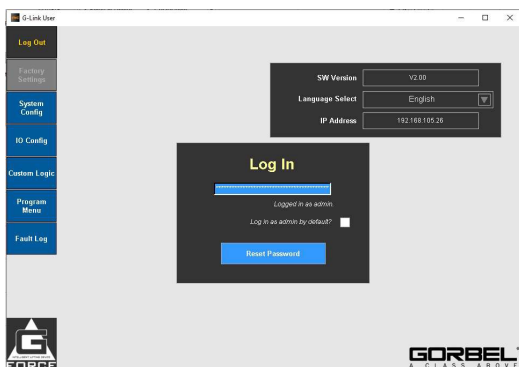 G-Link User
Log Out
Factory
Settings
System
Config
IO Config
Custom Logic
Program
Menu
Fault Log
SW Version V2.00
Language Select English
IP Address 192.168.105.26
Log In
Logged in as admin.
Log in as admin by default?
Reset Password
G
FORCE
GORBEL
A CLASS ABOVE